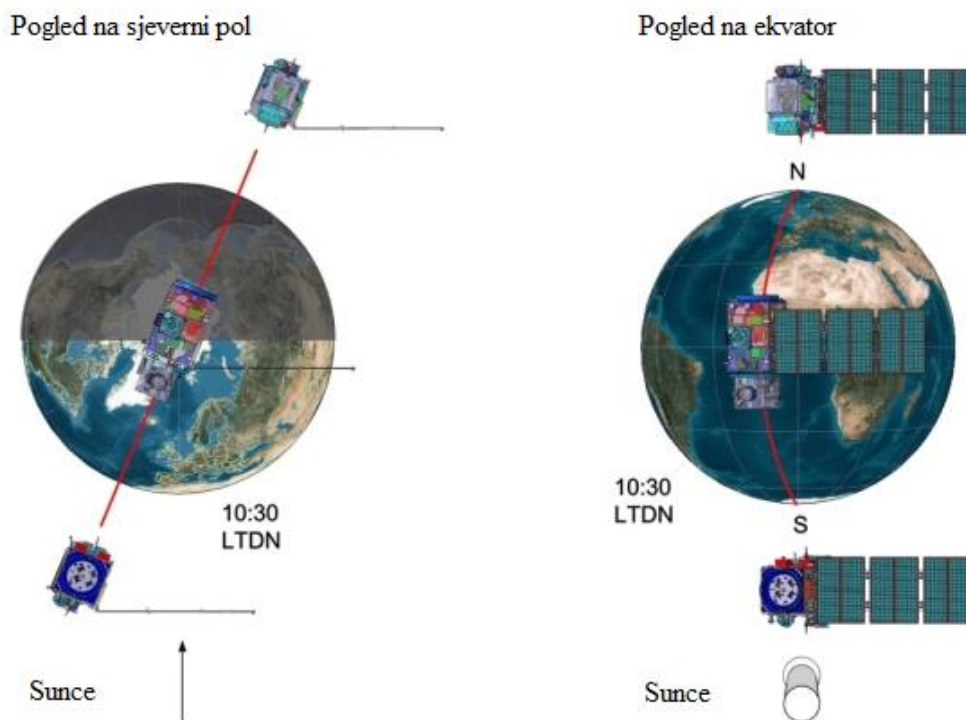 Pogled na sjeverni pol
Pogled na ekvator
N
10:30
LTDN
10:30
LTDN
S
Sunce
Sunce